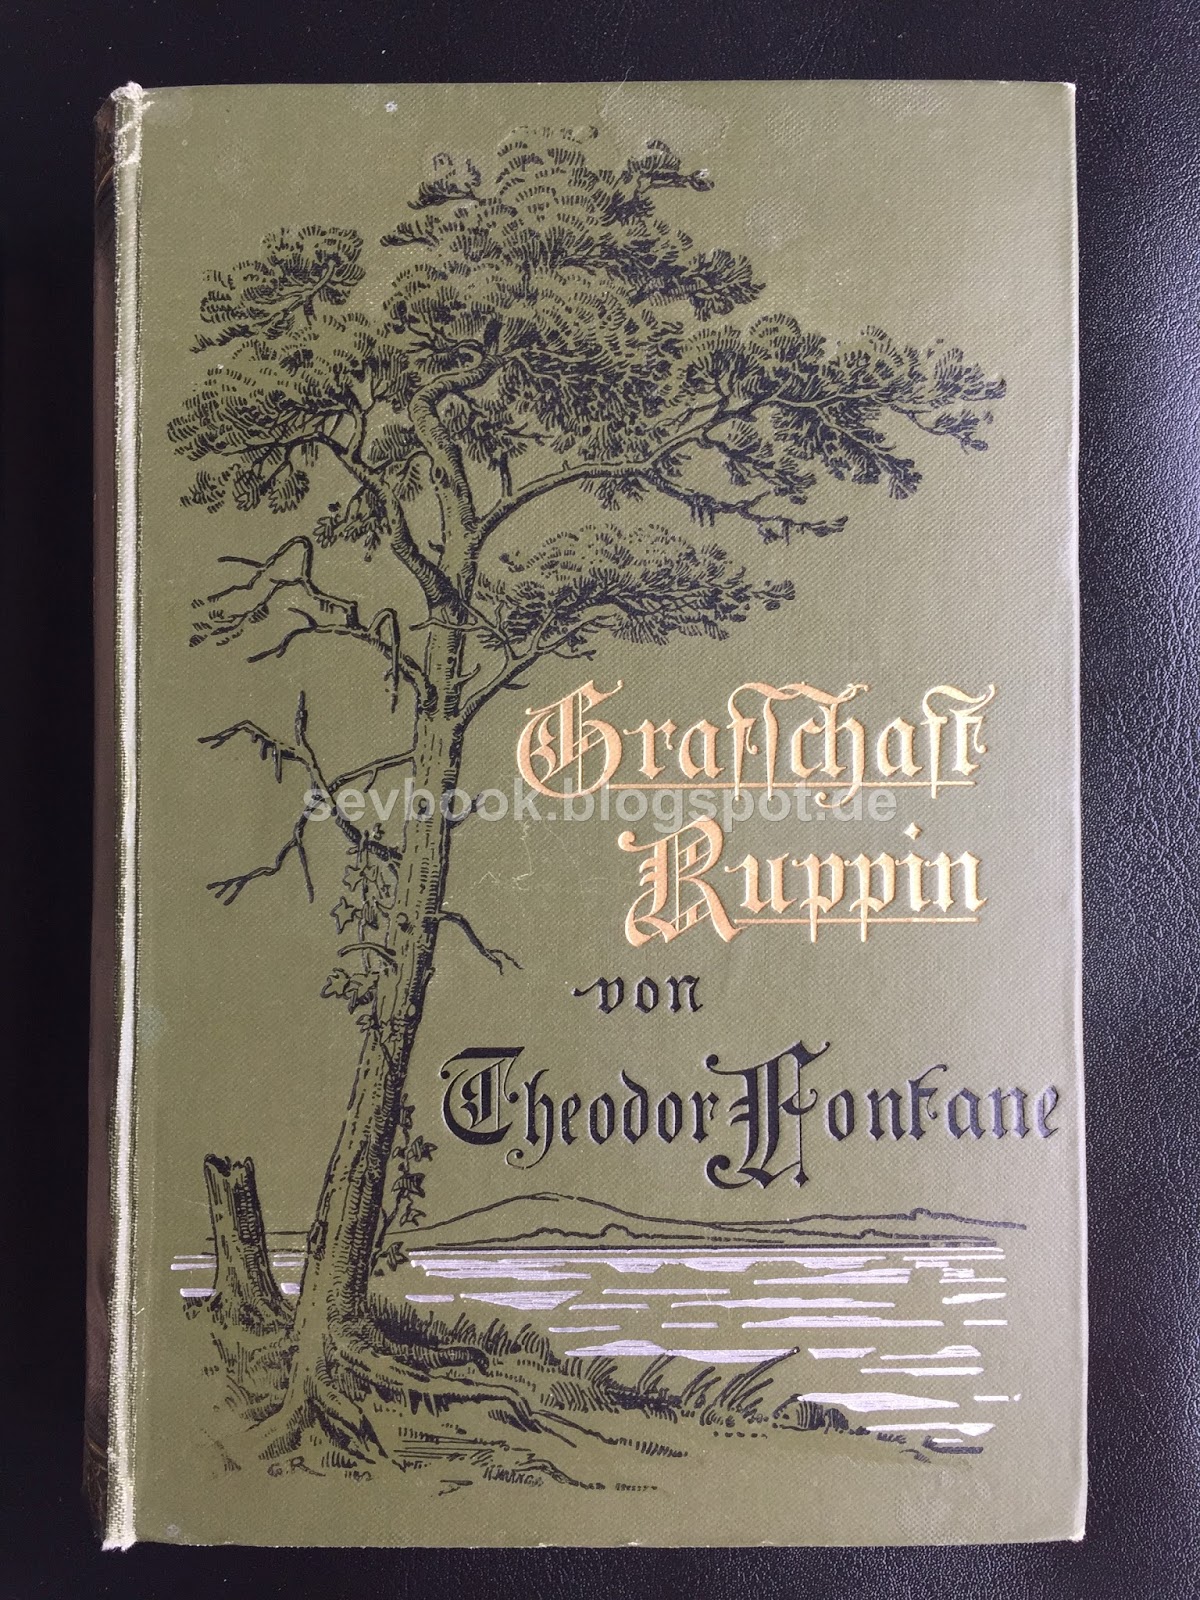 Grafschaft
sevbook.blogspot.de
Ruppin
von
Theodor Fontane
G.R.